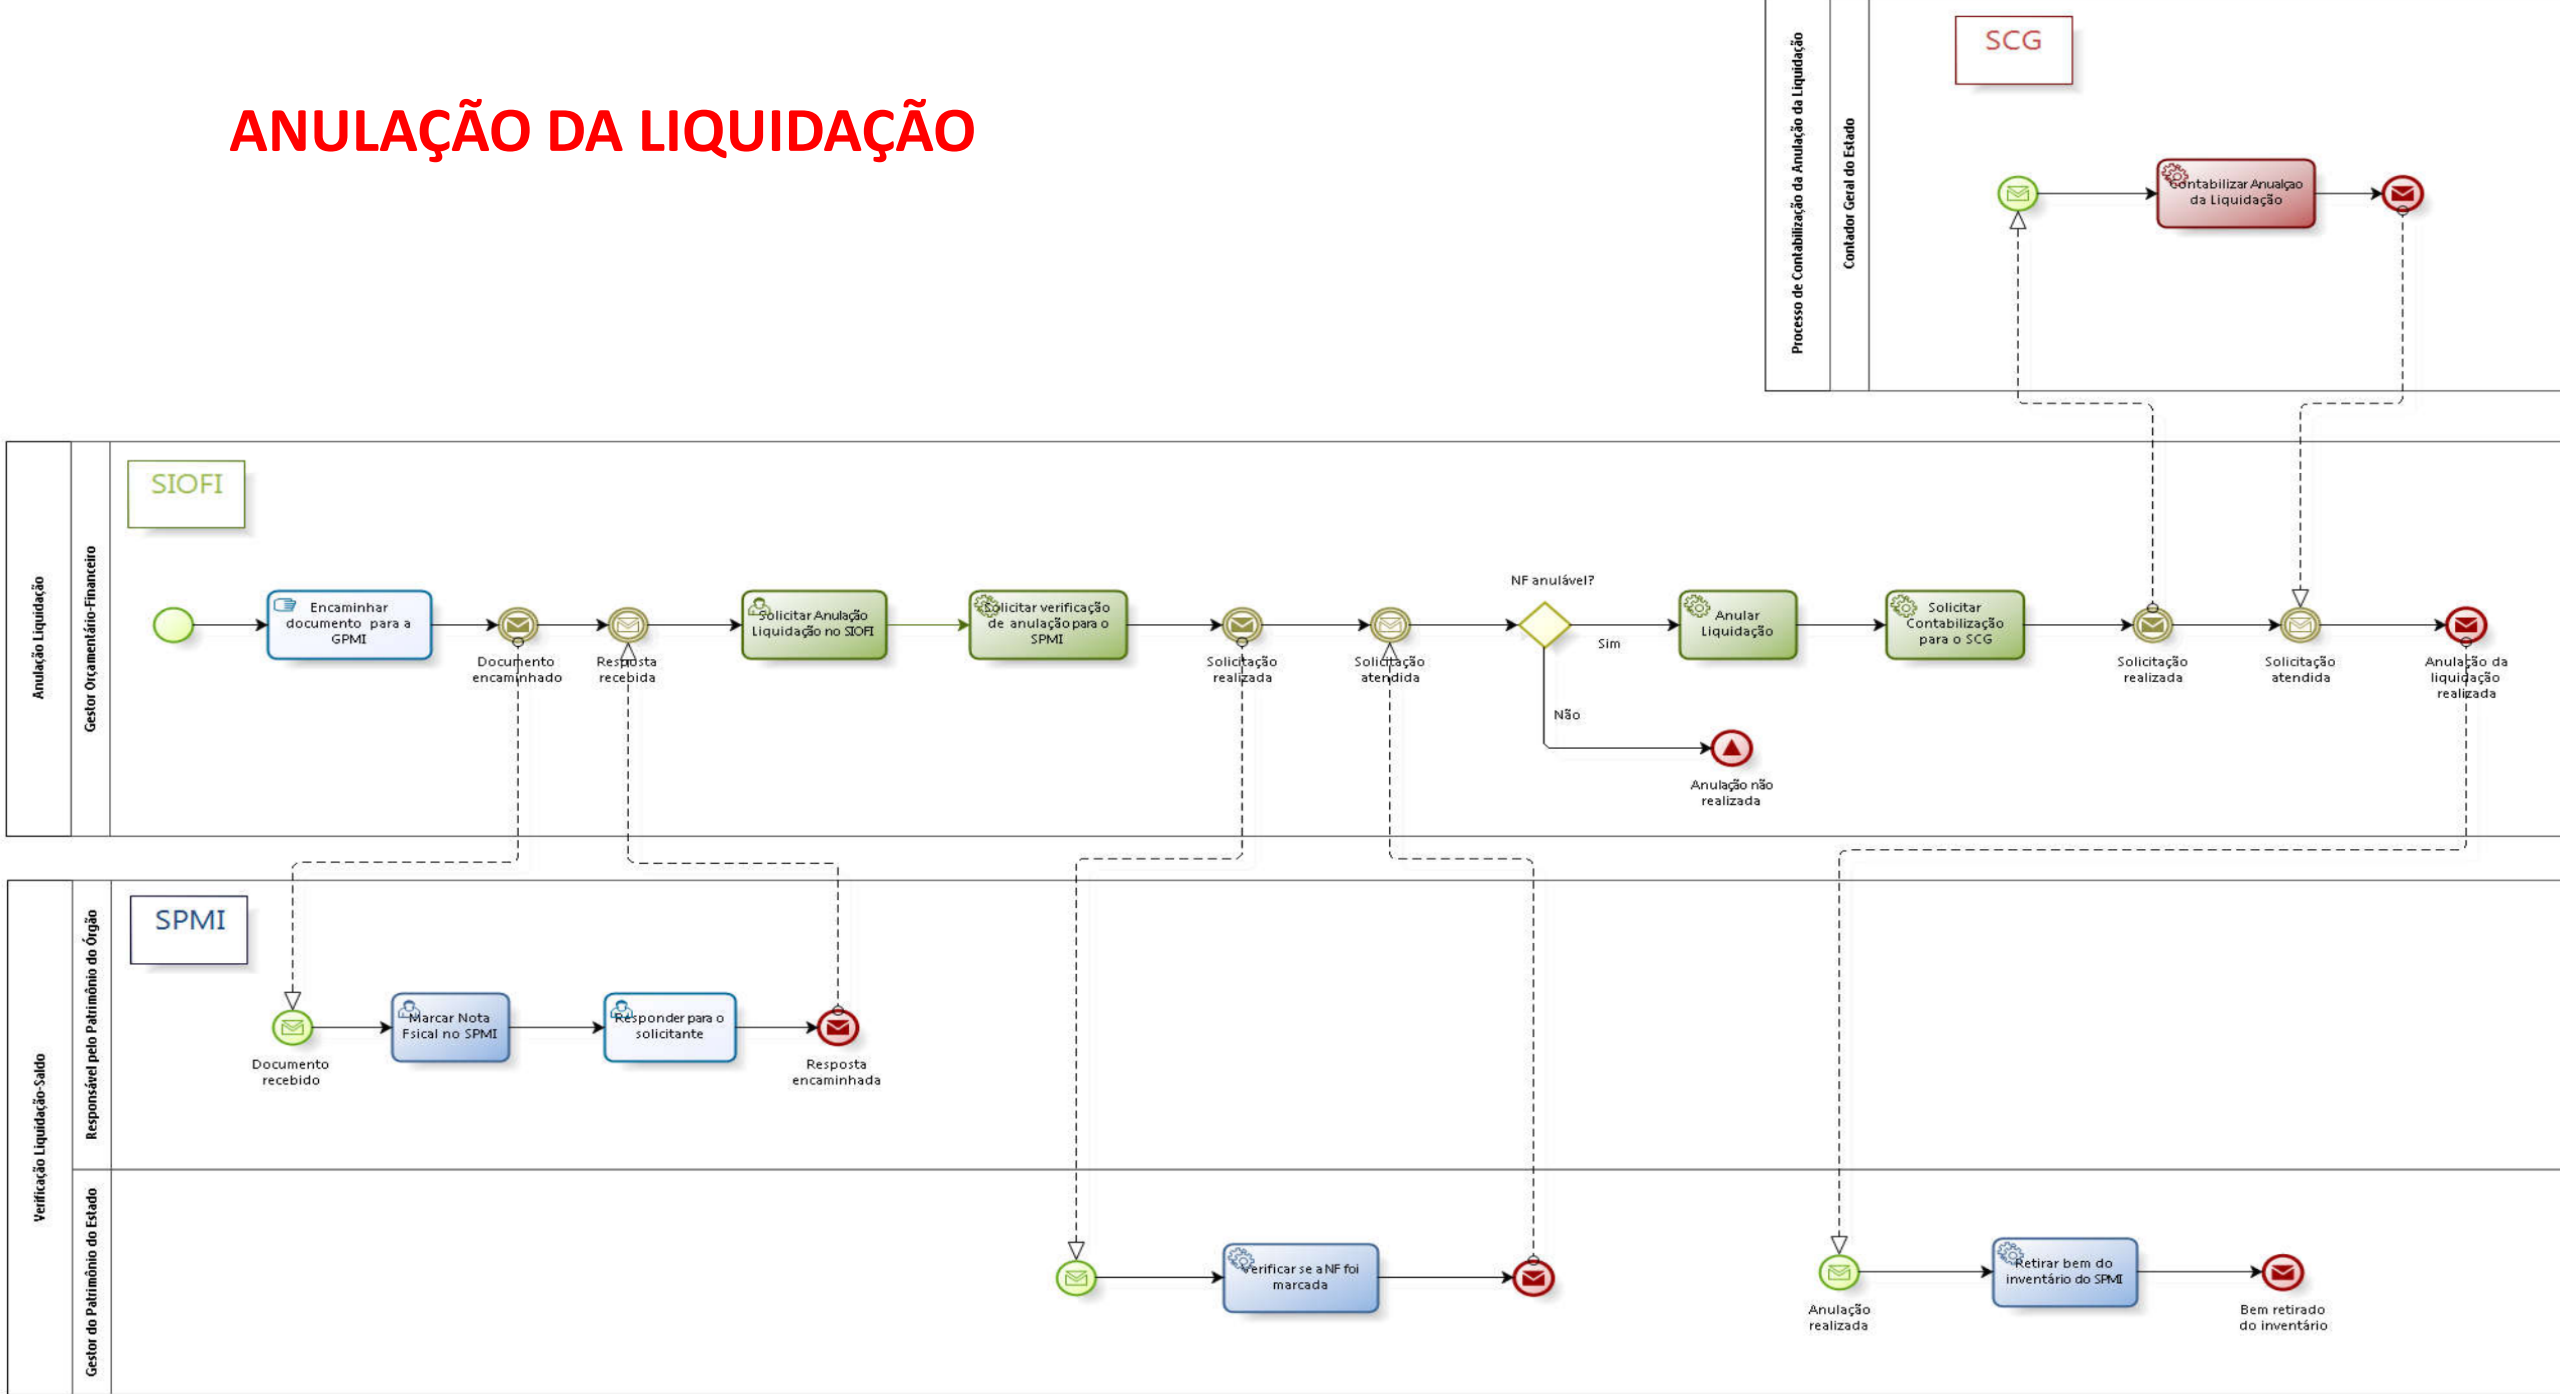 ANULAÇÃO DA LIQUIDAÇÃO
Processo de Contabilização da Anulação da Liquidação
Contador Geral do Estado
SCG
Contabilizar Anualçao
da Liquidação
Anulação Liquidação
Gestor Orçamentário-Financeiro
SIOFI
Encaminhar
documento para a
GPMI
Documento
encaminhado
Resposta
recebida
Solicitar Anulação
Liquidação no SIOFI
Solicitar verificação
de anulação para o
SPMI
Solicitação
realizada
Solicitação
atendida
NF anulável?
Sim
Não
Anulação não
realizada
Anular
Liquidação
Solicitar
Contabilização
para o SCG
Solicitação
realizada
Solicitação
atendida
Anulação da
liquidação
realizada
Verificação Liquidação-Saldo
Responsável pelo Patrimônio do Órgão
SPMI
Documento
recebido
Marcar Nota
Fsical no SPMI
Responder para o
solicitante
Resposta
encaminhada
Gestor do Patrimônio do Estado
Verificar se a NF foi
marcada
Anulação
realizada
Retirar bem do
inventário do SPMI
Bem retirado
do inventário